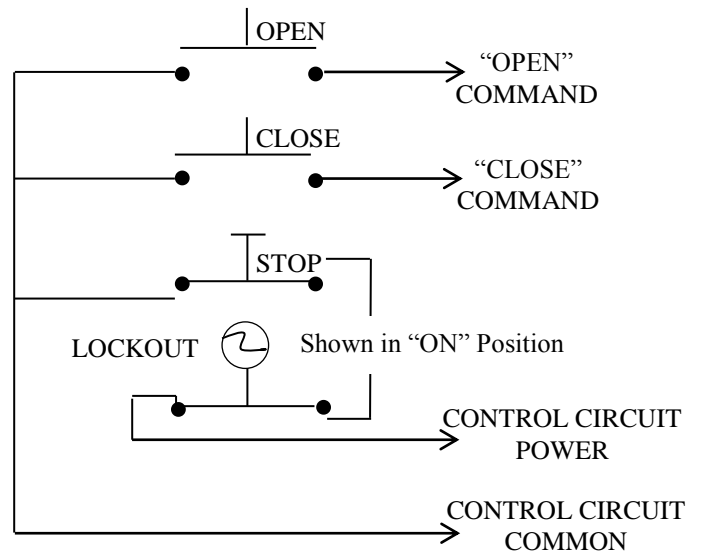 OPEN
“OPEN”
COMMAND
CLOSE
“CLOSE”
COMMAND
STOP
LOCKOUT
Shown in “ON” Position
CONTROL CIRCUIT
POWER
CONTROL CIRCUIT
COMMON